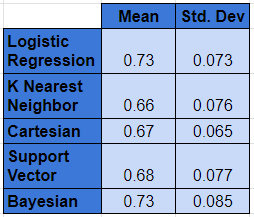 Mean Std. Dev
Logistic
Regression 0.73 0.073
K Nearest
Neighbor 0.66 0.076
Cartesian 0.67 0.065
Support
Vector 0.68 0.077
Bayesian 0.73 0.085